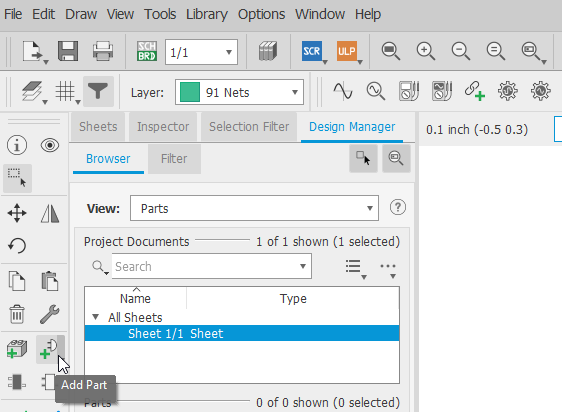 File Edit Draw View Tools Library Options Window Help
SCH BRD 1/1 SCR ULP
Layer: 91 Nets
Sheets Inspector Selection Filter Design Manager 0.1 inch (-0.5 0.3)
Browser Filter
View: Parts ?
Project Documents 1 of 1 shown (1 selected)
Search
Name Type
All Sheets
Sheet 1/1 Sheet
Add Part
Parts 0 of 0 shown (0 selected)